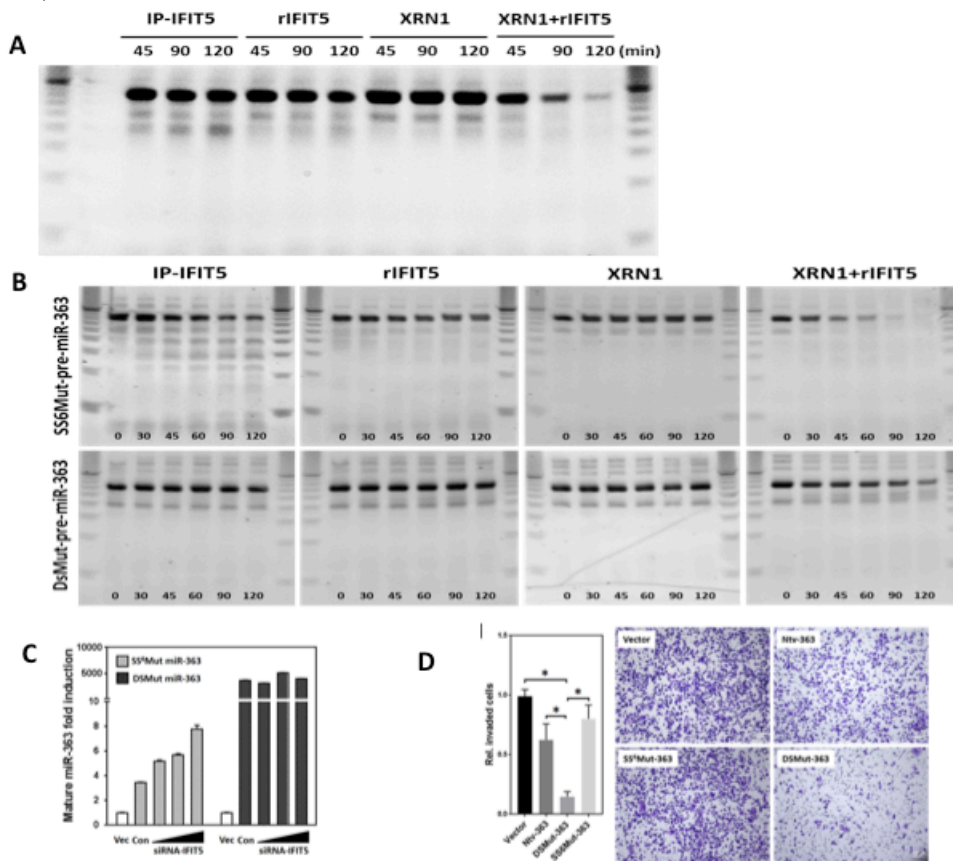 IP-IFIT5 rIFIT5 XRN1 XRN1+rIFIT5
A 45 90 120 45 90 120 45 90 120 45 90 120 (min)
B IP-IFIT5 rIFIT5 XRN1 XRN1+rIFIT5
SS6Mut-pre-miR-363
0 30 45 60 90 120 0 30 45 60 90 120 0 30 45 60 90 120 0 30 45 60 90 120
DsMut-pre-miR-363
0 30 45 60 90 120 0 30 45 60 90 120 0 30 45 60 90 120 0 30 45 60 90 120
C
Mature miR-363 fold induction
10000
5000
10
8
6
4
2
0
SS⁶Mut miR-363
DSMut miR-363
Vec Con siRNA-IFIT5 Vec Con siRNA-IFIT5
D
Rel. invaded cells
1.5
1.0
0.5
0.0
Vector
Ntv-363
DSMut-363
SS6Mut-363
* * *
Vector Ntv-363
SS⁶Mut-363 DSMut-363